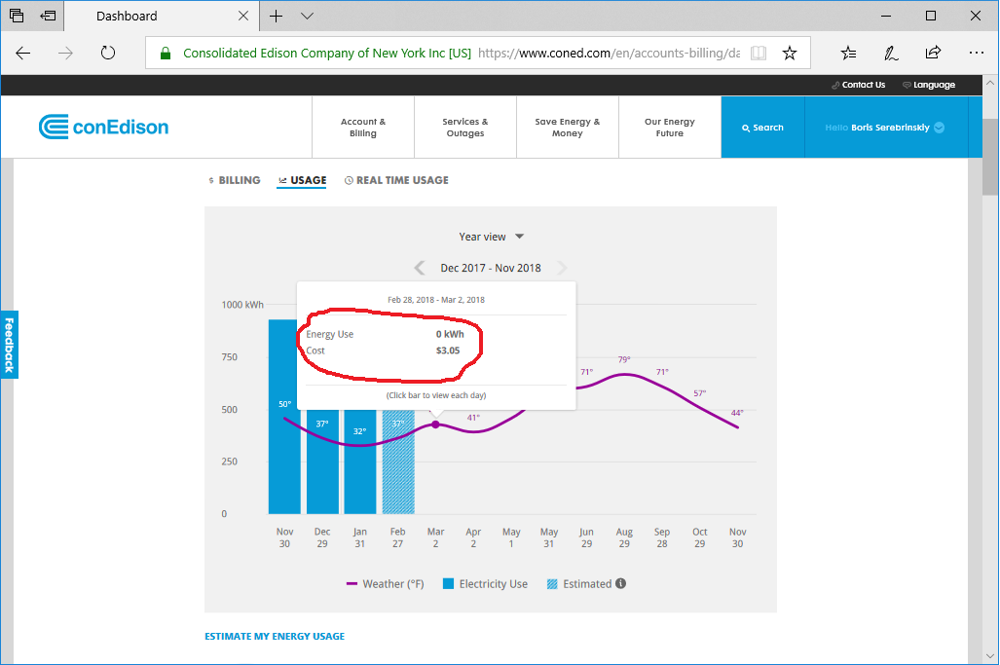 Dashboard
Consolidated Edison Company of New York Inc [US] https://www.coned.com/en/accounts-billing/da
Contact Us Language
conEdison
Account & Billing
Services & Outages
Save Energy & Money
Our Energy Future
Search
Hello Boris Serebrinskiy
$ BILLING USAGE REAL TIME USAGE
Year view
Dec 2017 - Nov 2018
Feb 28, 2018 - Mar 2, 2018
Energy Use 0 kWh
Cost $3.05
(Click bar to view each day)
1000 kWh
750
500
250
0
50° 37° 32° 37° 41° 71° 79° 71° 57° 44°
Nov 30
Dec 29
Jan 31
Feb 27
Mar 2
Apr 2
May 1
May 31
Jun 29
Aug 29
Sep 28
Oct 29
Nov 30
Weather (°F) Electricity Use Estimated i
ESTIMATE MY ENERGY USAGE
Feedback